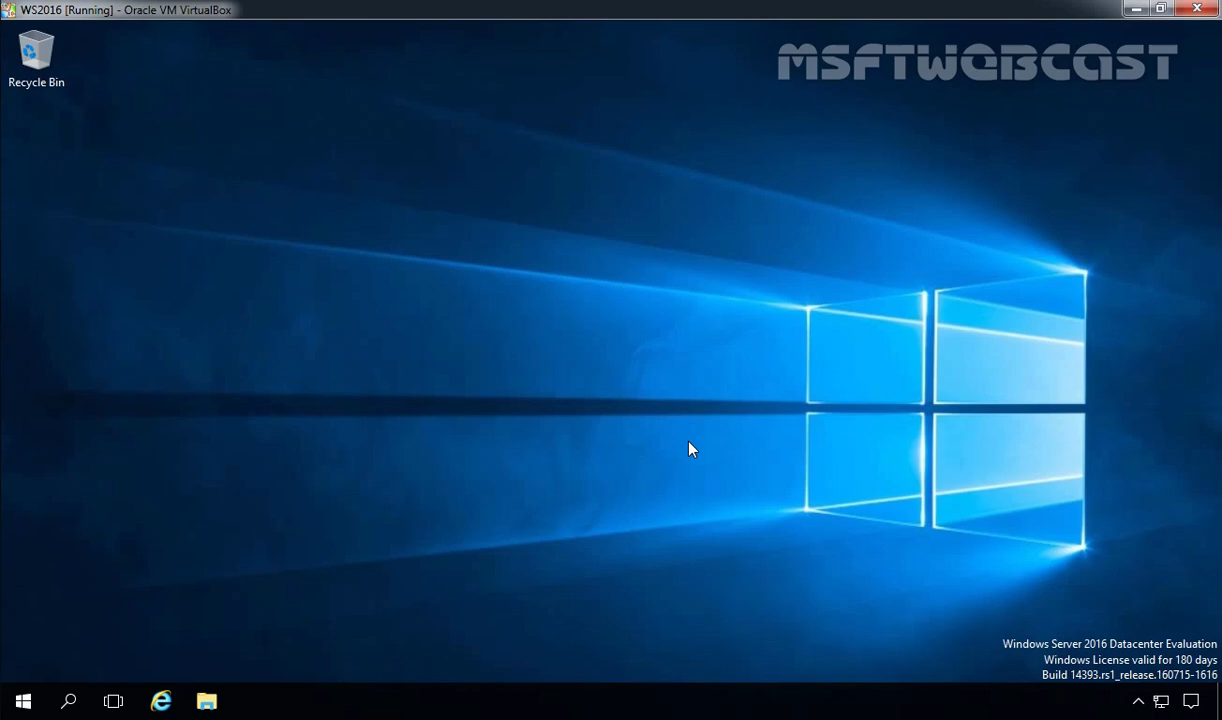 WS2016 [Running] - Oracle VM VirtualBox
MSFTWEBCAST
Recycle Bin
Windows Server 2016 Datacenter Evaluation
Windows License valid for 180 days
Build 14393.rs1_release.160715-1616